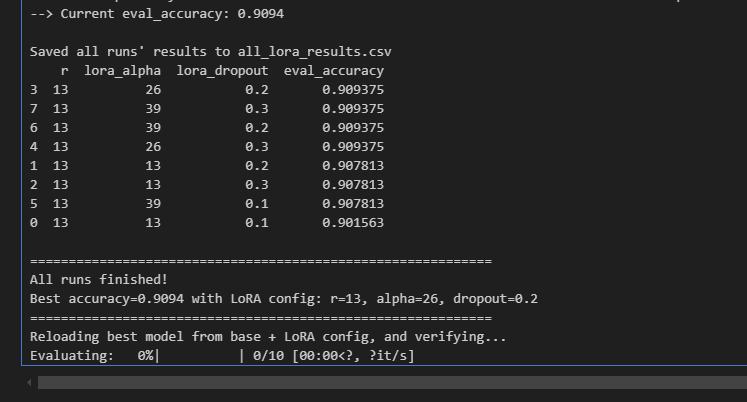 --> Current eval_accuracy: 0.9094
Saved all runs' results to all_lora_results.csv
r lora_alpha lora_dropout eval_accuracy
3 13 26 0.2 0.909375
7 13 39 0.3 0.909375
6 13 39 0.2 0.909375
4 13 26 0.3 0.909375
1 13 13 0.2 0.907813
2 13 13 0.3 0.907813
5 13 39 0.1 0.907813
0 13 13 0.1 0.901563
============================================================
All runs finished!
Best accuracy=0.9094 with LoRA config: r=13, alpha=26, dropout=0.2
============================================================
Reloading best model from base + LoRA config, and verifying...
Evaluating:   0%|          | 0/10 [00:00<?, ?it/s]